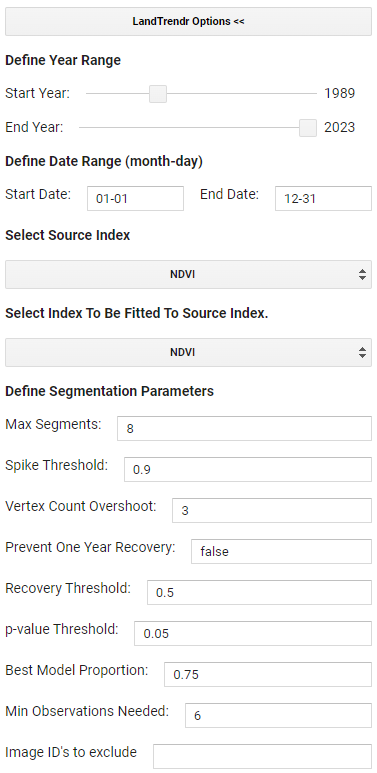 LandTrendr Options <<
Define Year Range
Start Year: 1989
End Year: 2023
Define Date Range (month-day)
Start Date: 01-01 End Date: 12-31
Select Source Index
NDVI
Select Index To Be Fitted To Source Index.
NDVI
Define Segmentation Parameters
Max Segments: 8
Spike Threshold: 0.9
Vertex Count Overshoot: 3
Prevent One Year Recovery: false
Recovery Threshold: 0.5
p-value Threshold: 0.05
Best Model Proportion: 0.75
Min Observations Needed: 6
Image ID's to exclude